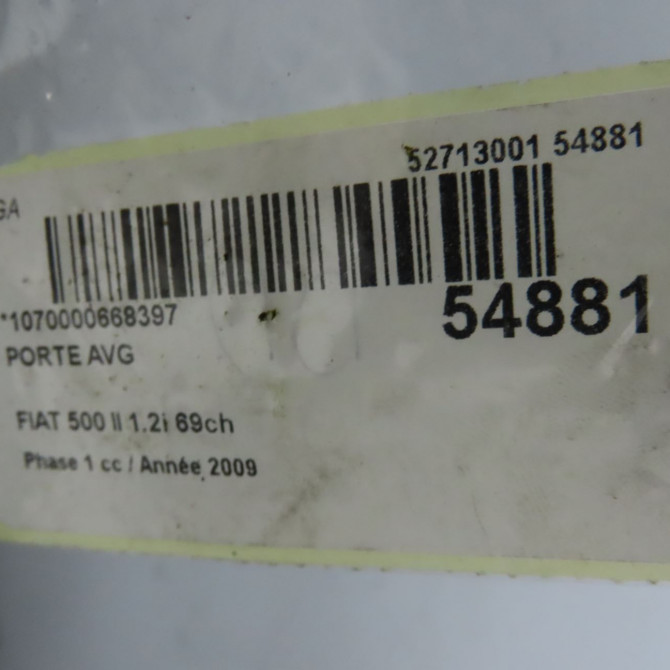 52713001 54881
GA
*1070000668397
54881
PORTE AVG
FIAT 500 II 1.2i 69ch
Phase 1 cc / Année 2009